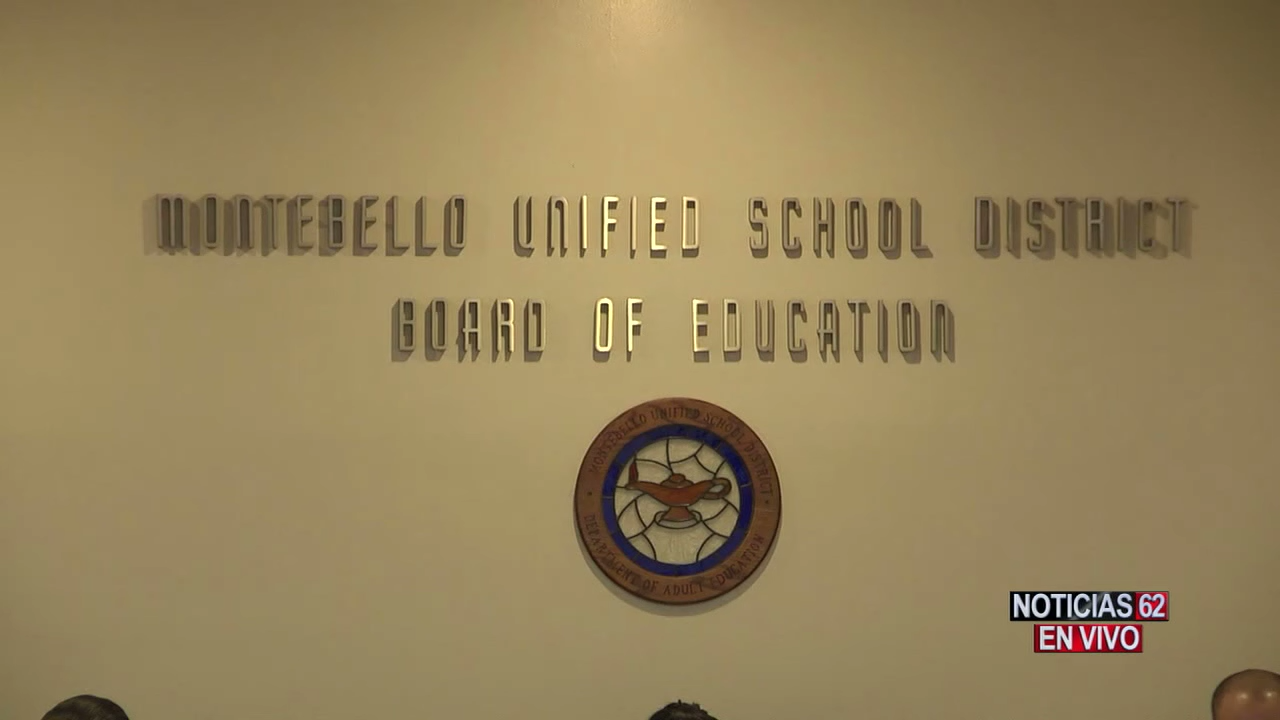 MONTEBELLO UNIFIED SCHOOL DISTRICT
BOARD OF EDUCATION
MONTEBELLO UNIFIED SCHOOL DISTRICT
DEPARTMENT OF ADULT EDUCATION
NOTICIAS 62
EN VIVO